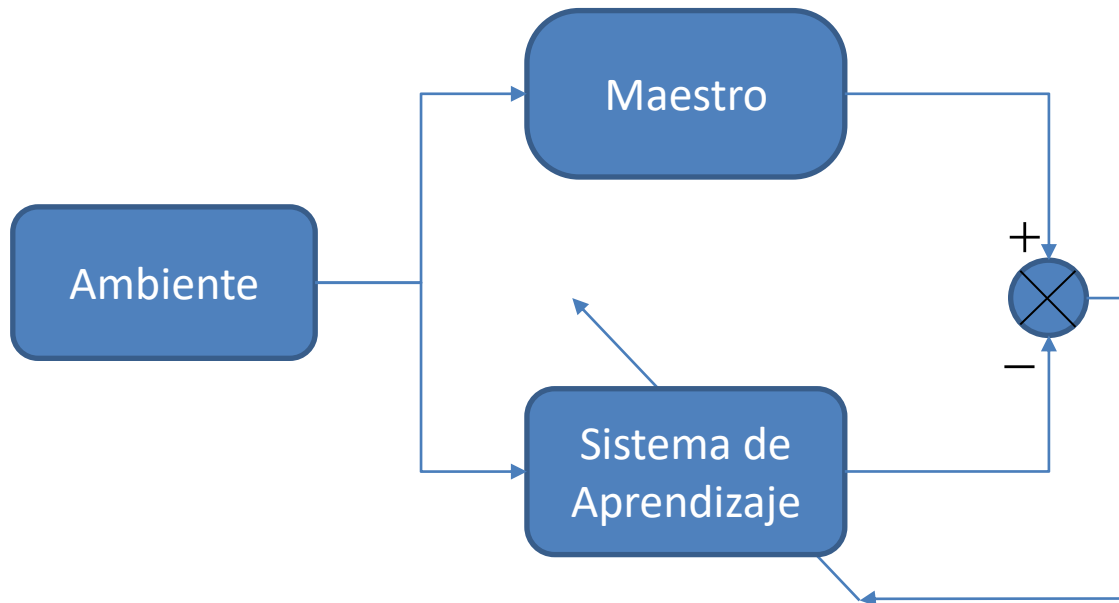 Maestro
Ambiente
+
−
Sistema de
Aprendizaje